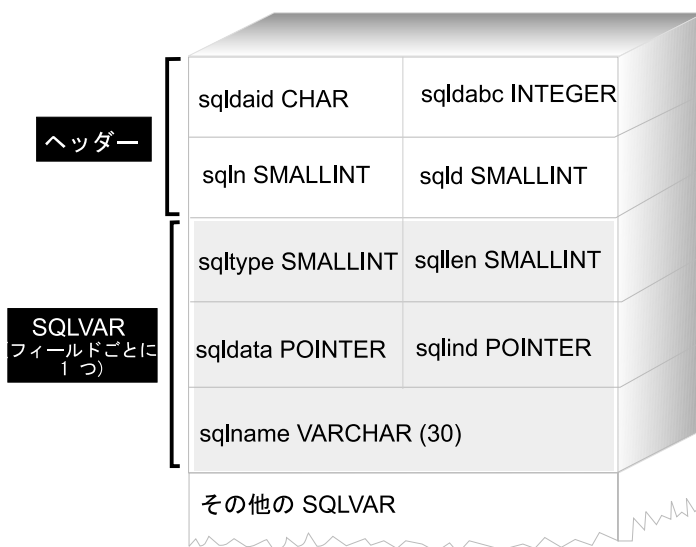 ヘッダー
sqldaid CHAR
sqldabc INTEGER
sqln SMALLINT
sqld SMALLINT
SQLVAR
(フィールドごとに
1 つ)
sqltype SMALLINT
sqllen SMALLINT
sqldata POINTER
sqlind POINTER
sqlname VARCHAR (30)
その他の SQLVAR